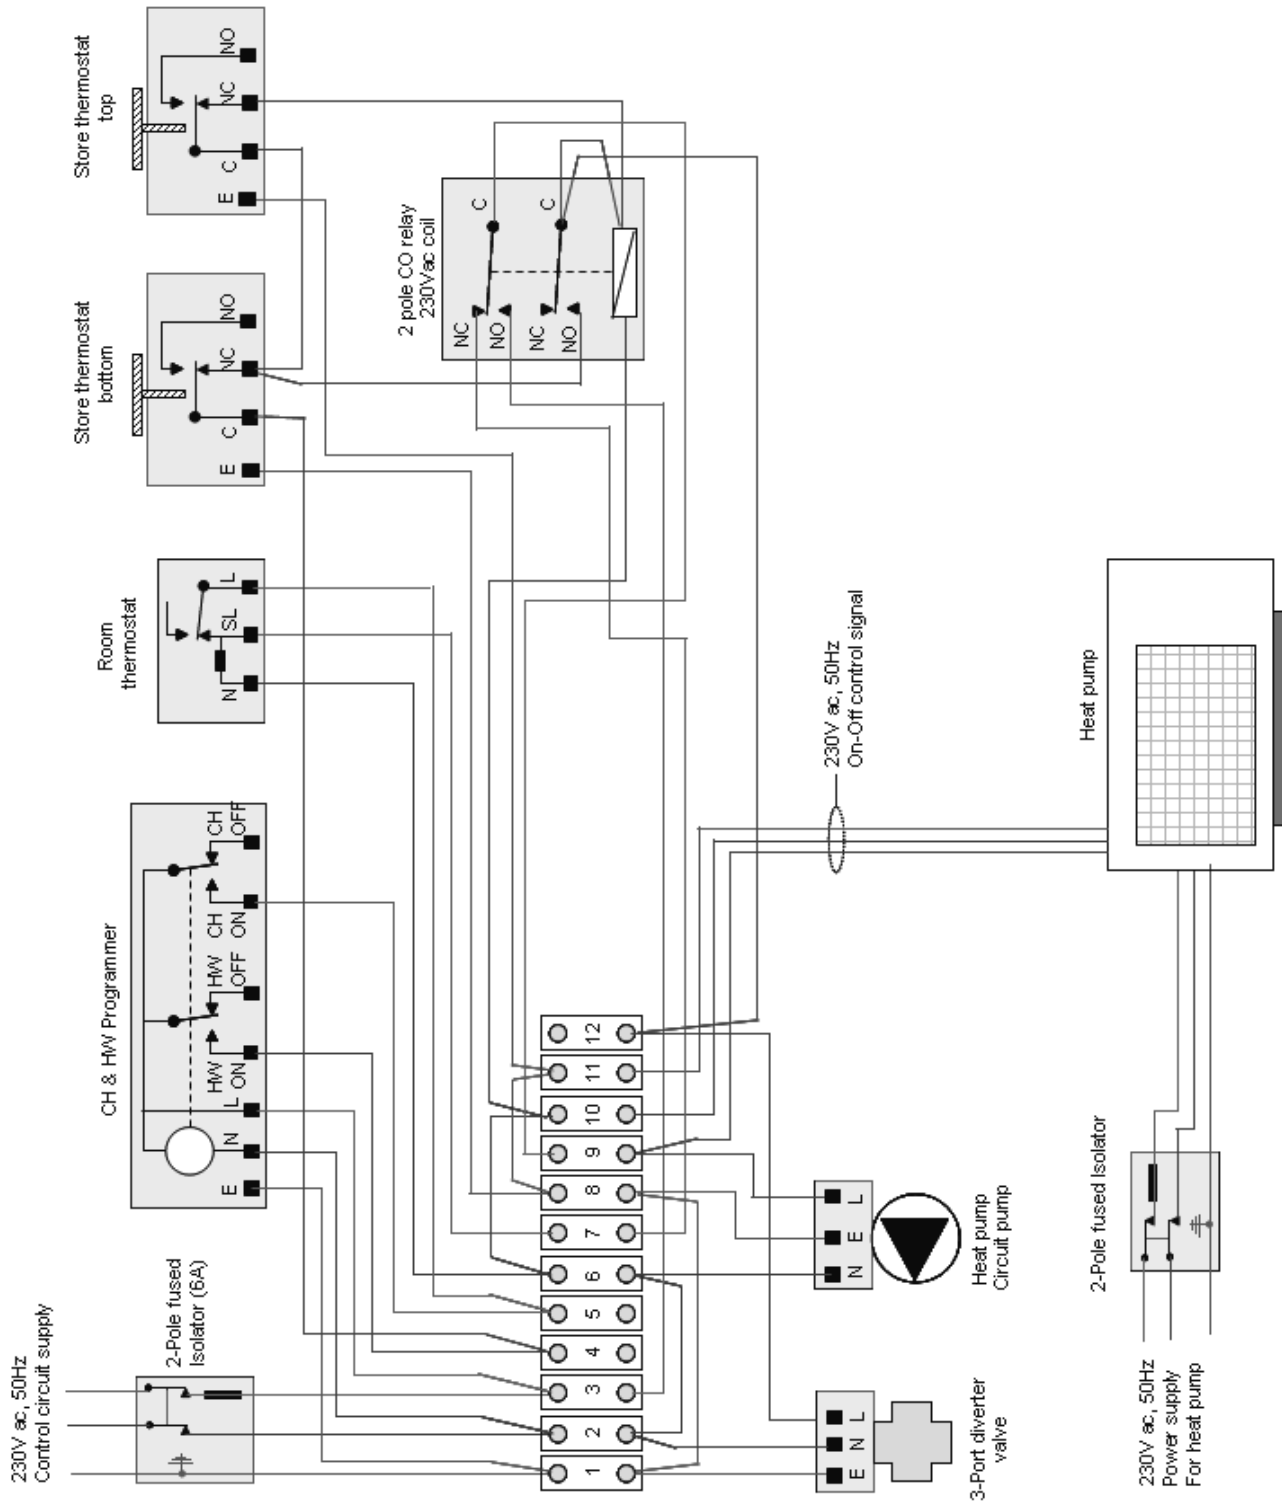 230V ac, 50Hz
Control circuit supply
2-Pole fused
Isolator (6A)
CH & HW Programmer
E
N
L
HW
ON
HW
OFF
CH
ON
CH
OFF
Room
thermostat
N
SL
L
Store thermostat
bottom
E
C
NC
NO
Store thermostat
top
E
C
NC
NO
2 pole CO relay
230Vac coil
NC
NO
NC
NO
C
C
1
2
3
4
5
6
7
8
9
10
11
12
230V ac, 50Hz
On-Off control signal
3-Port diverter
valve
E
N
L
Heat pump
Circuit pump
N
E
L
Heat pump
2-Pole fused Isolator
230V ac, 50Hz
Power supply
For heat pump